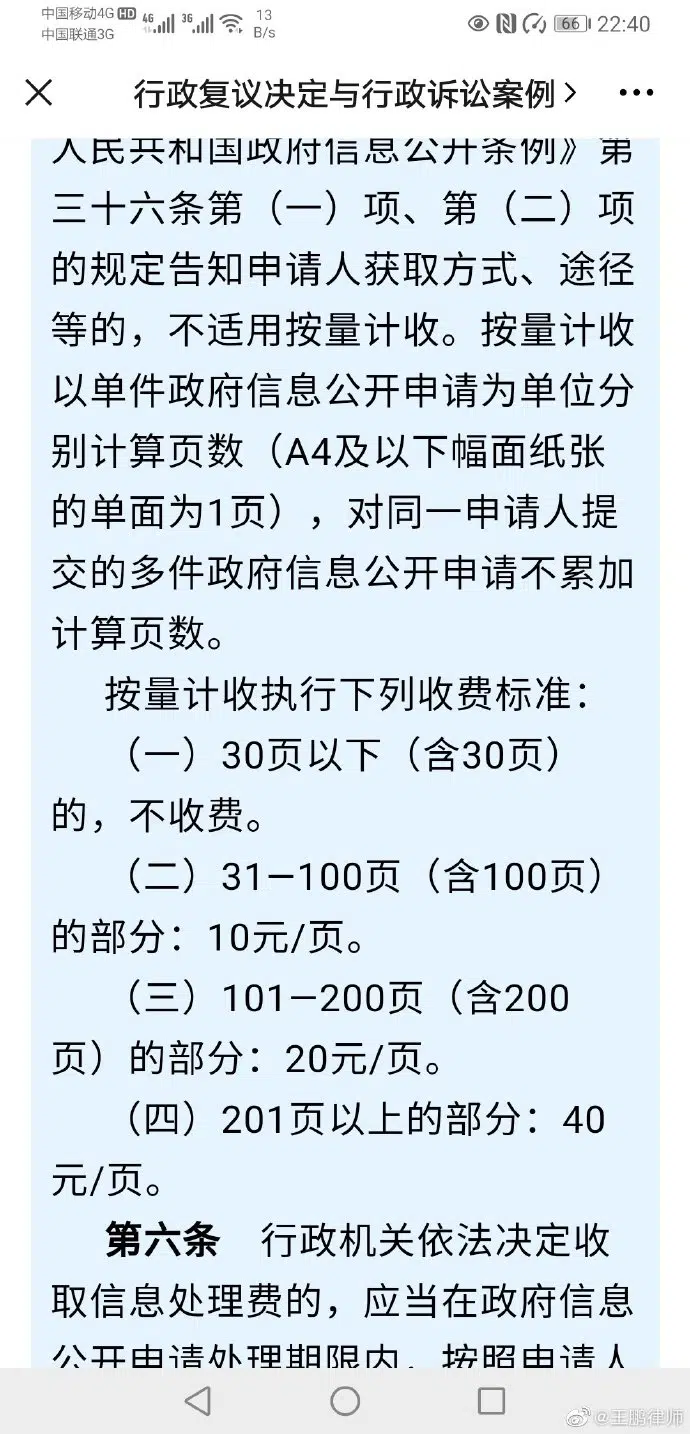 中国移动4G HD 4G 3G 13 B/s 66 22:40
中国联通3G
行政复议决定与行政诉讼案例
人民共和国政府信息公开条例》第
三十六条第（一）项、第（二）项
的规定告知申请人获取方式、途径
等的，不适用按量计收。按量计收
以单件政府信息公开申请为单位分
别计算页数（A4及以下幅面纸张
的单面为1页），对同一申请人提
交的多件政府信息公开申请不累加
计算页数。
按量计收执行下列收费标准：
（一）30页以下（含30页）
的，不收费。
（二）31—100页（含100页）
的部分：10元/页。
（三）101—200页（含200
页）的部分：20元/页。
（四）201页以上的部分：40
元/页。
第六条 行政机关依法决定收
取信息处理费的，应当在政府信息
公开申请处理期限内，按照申请人
@王鹏律师